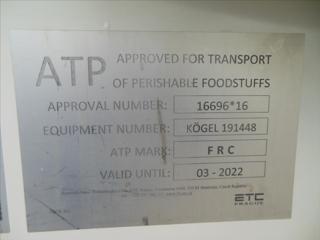 ATP APPROVED FOR TRANSPORT
OF PERISHABLE FOODSTUFFS
APPROVAL NUMBER: 16696*16
EQUIPMENT NUMBER: KÖGEL 191448
ATP MARK: F R C
VALID UNTIL: 03 - 2022
ETC
PRAGUE